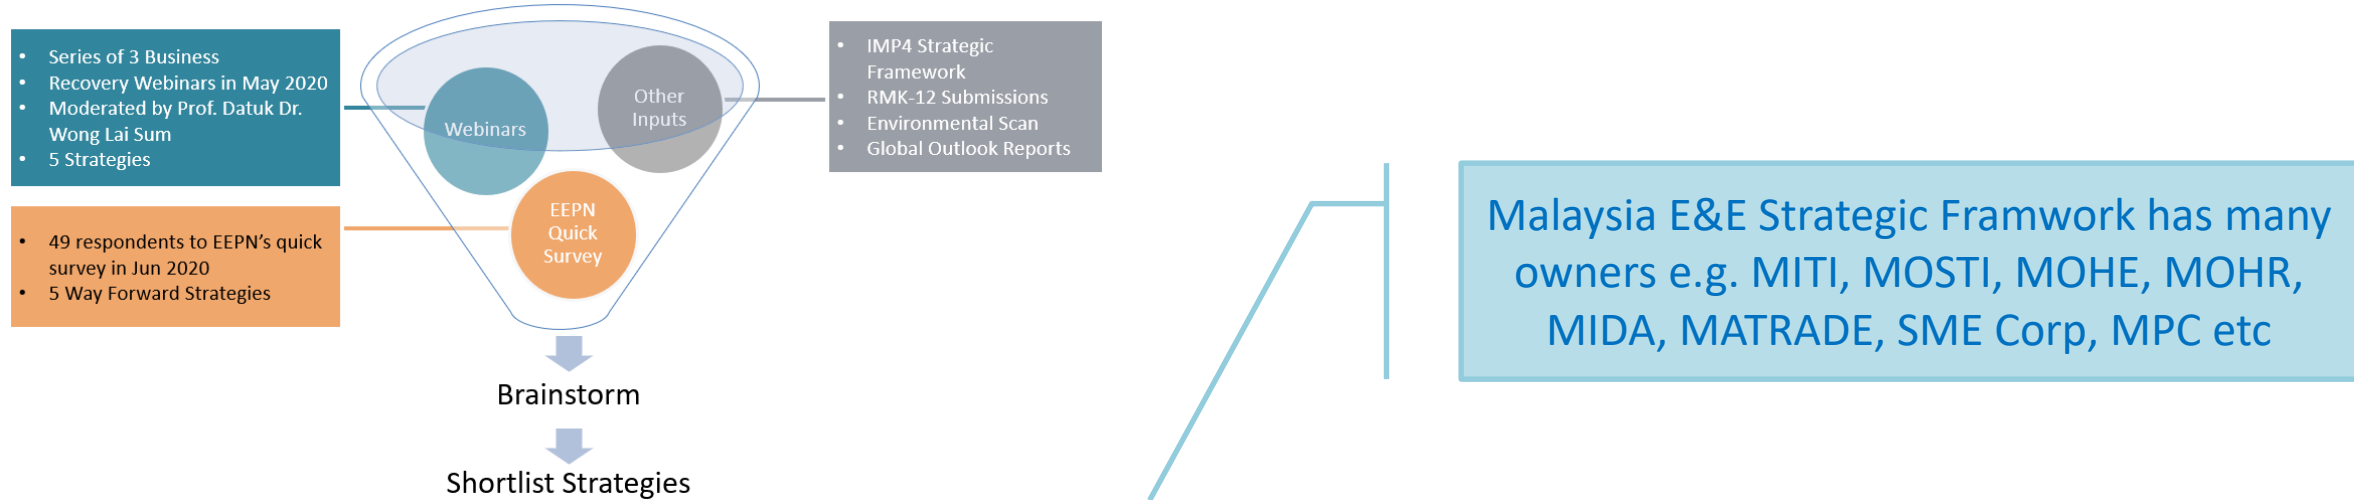 • Series of 3 Business
• Recovery Webinars in May 2020
• Moderated by Prof. Datuk Dr.
Wong Lai Sum
• 5 Strategies
• 49 respondents to EEPN's quick
survey in Jun 2020
• 5 Way Forward Strategies
Webinars
Other
Inputs
EEPN
Quick
Survey
• IMP4 Strategic
Framework
• RMK-12 Submissions
• Environmental Scan
• Global Outlook Reports
Brainstorm
Shortlist Strategies
Malaysia E&E Strategic Framwork has many
owners e.g. MITI, MOSTI, MOHE, MOHR,
MIDA, MATRADE, SME Corp, MPC etc